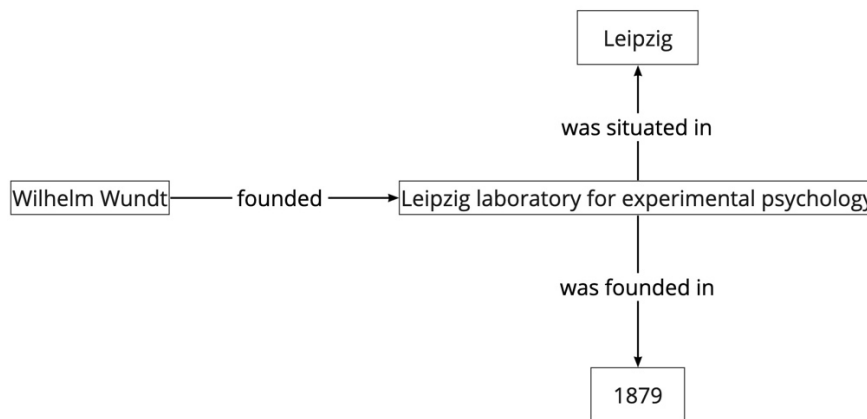 Leipzig
was situated in
Wilhelm Wundt
founded
Leipzig laboratory for experimental psychology
was founded in
1879